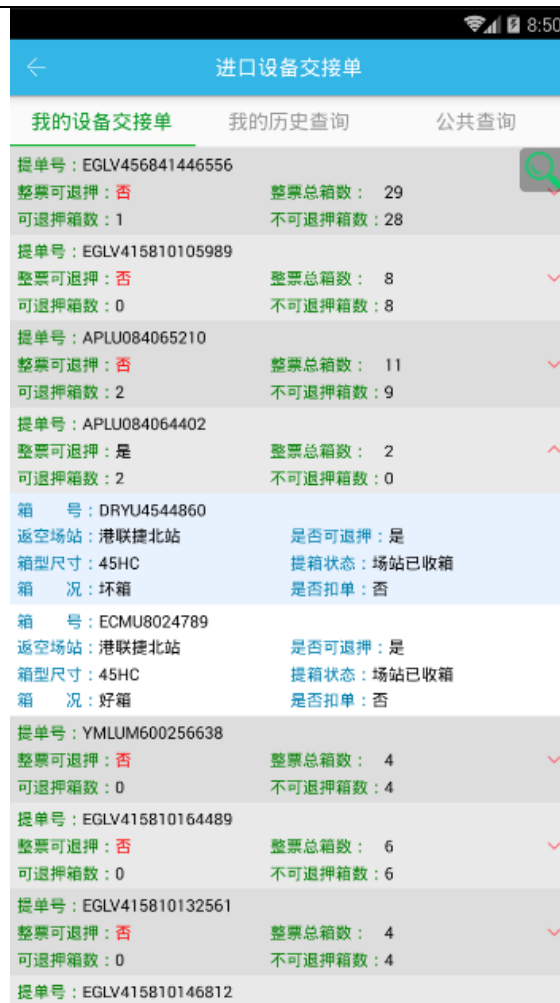 8:50
进口设备交接单
我的设备交接单 我的历史查询 公共查询
提单号：EGLV456841446556
整票可退押：否 整票总箱数： 29
可退押箱数：1 不可退押箱数：28
提单号：EGLV415810105989
整票可退押：否 整票总箱数： 8
可退押箱数：0 不可退押箱数：8
提单号：APLU084065210
整票可退押：否 整票总箱数： 11
可退押箱数：2 不可退押箱数：9
提单号：APLU084064402
整票可退押：是 整票总箱数： 2
可退押箱数：2 不可退押箱数：0
箱 号：DRYU4544860
返空场站：港联捷北站 是否可退押：是
箱型尺寸：45HC 提箱状态：场站已收箱
箱 况：坏箱 是否扣单：否
箱 号：ECMU8024789
返空场站：港联捷北站 是否可退押：是
箱型尺寸：45HC 提箱状态：场站已收箱
箱 况：好箱 是否扣单：否
提单号：YMLUM600256638
整票可退押：否 整票总箱数： 4
可退押箱数：0 不可退押箱数：4
提单号：EGLV415810164489
整票可退押：否 整票总箱数： 6
可退押箱数：0 不可退押箱数：6
提单号：EGLV415810132561
整票可退押：否 整票总箱数： 4
可退押箱数：0 不可退押箱数：4
提单号：EGLV415810146812